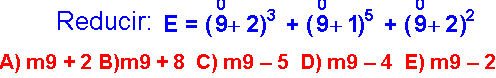 Reducir: E = (9̊ + 2)³ + (9̊ + 1)⁵ + (9̊ + 2)²
A) m9 + 2 B)m9 + 8 C) m9 – 5 D) m9 – 4 E) m9 – 2